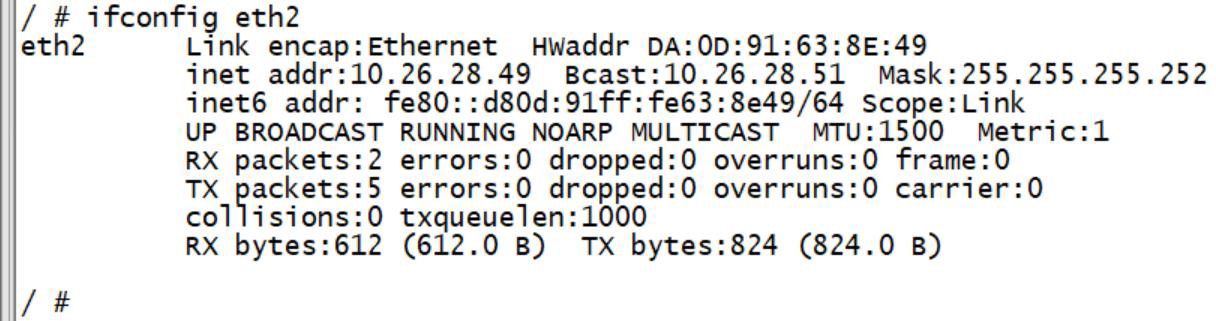 / # ifconfig eth2
eth2      Link encap:Ethernet  HWaddr DA:0D:91:63:8E:49
          inet addr:10.26.28.49  Bcast:10.26.28.51  Mask:255.255.255.252
          inet6 addr: fe80::d80d:91ff:fe63:8e49/64 Scope:Link
          UP BROADCAST RUNNING NOARP MULTICAST  MTU:1500  Metric:1
          RX packets:2 errors:0 dropped:0 overruns:0 frame:0
          TX packets:5 errors:0 dropped:0 overruns:0 carrier:0
          collisions:0 txqueuelen:1000
          RX bytes:612 (612.0 B)  TX bytes:824 (824.0 B)
/ #